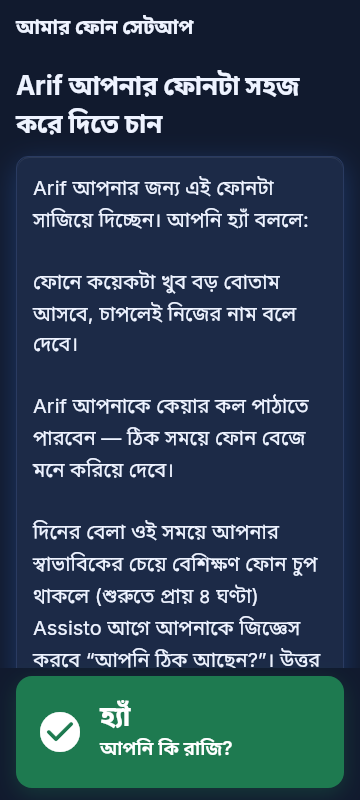 আমার ফোন সেটআপ
Arif আপনার ফোনটা সহজ
করে দিতে চান
Arif আপনার জন্য এই ফোনটা
সাজিয়ে দিচ্ছেন। আপনি হ্যাঁ বললে:
ফোনে কয়েকটা খুব বড় বোতাম
আসবে, চাপলেই নিজের নাম বলে
দেবে।
Arif আপনাকে কেয়ার কল পাঠাতে
পারবেন — ঠিক সময়ে ফোন বেজে
মনে করিয়ে দেবে।
দিনের বেলা ওই সময়ে আপনার
স্বাভাবিকের চেয়ে বেশিক্ষণ ফোন চুপ
থাকলে (শুরুতে প্রায় ৪ ঘণ্টা)
Assisto আগে আপনাকে জিজ্ঞেস
করবে “আপনি ঠিক আছেন?”। উত্তর
হ্যাঁ
আপনি কি রাজি?